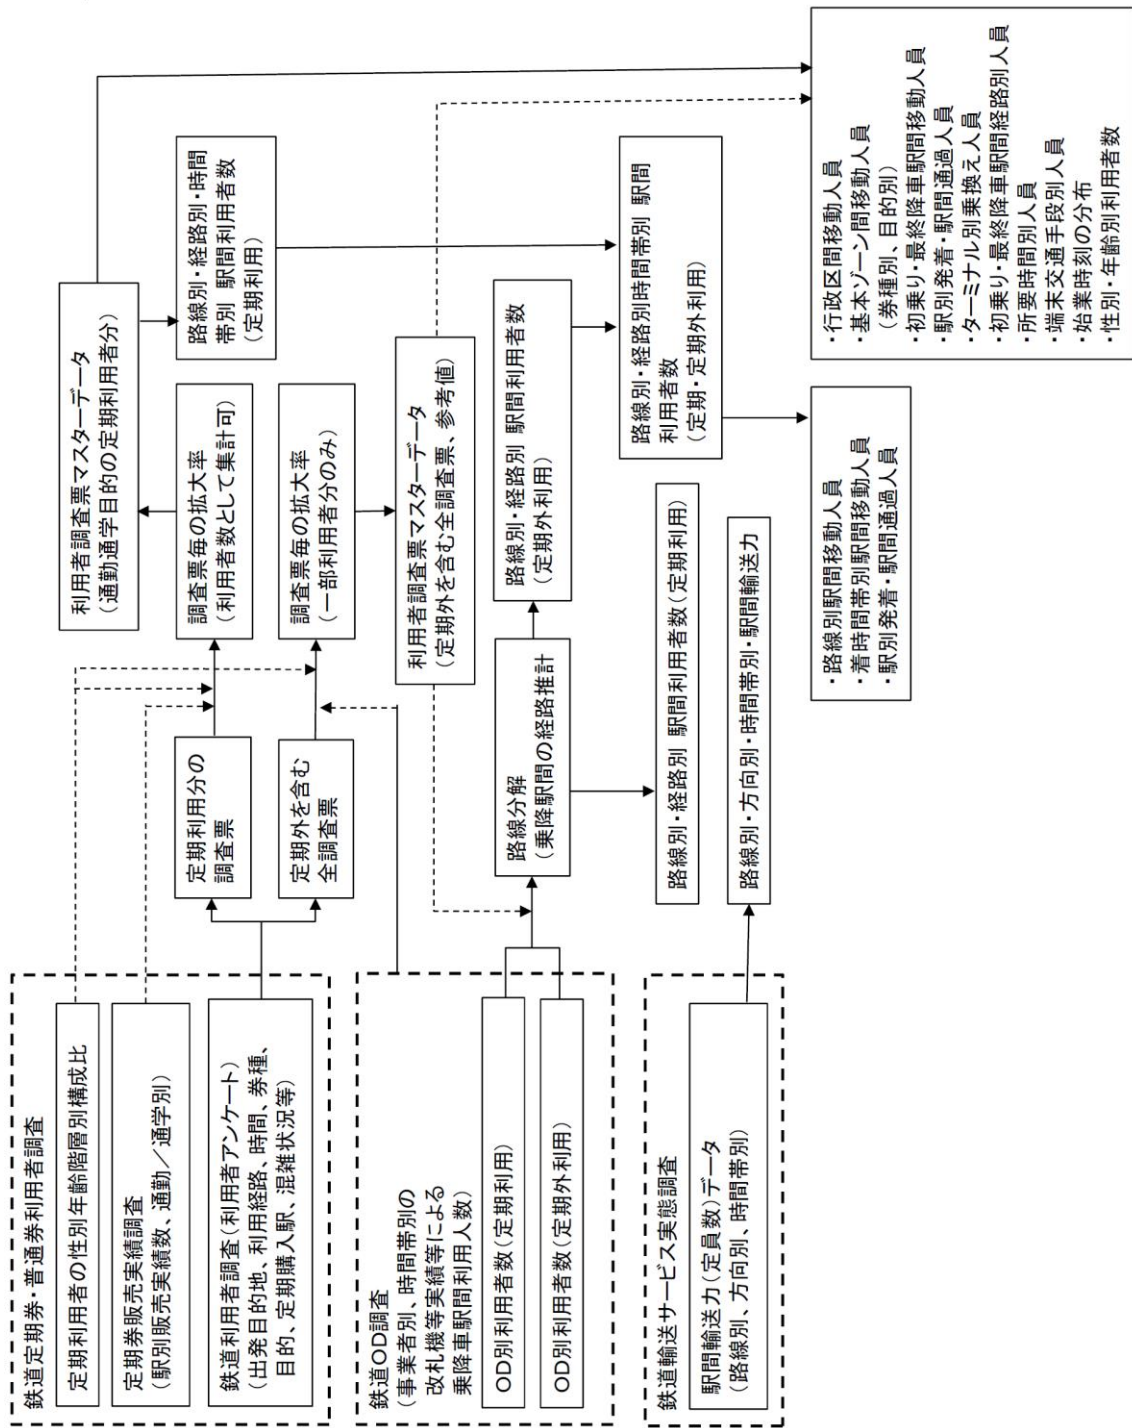 鉄道定期券・普通券利用者調査
定期利用者の性別年齢階層別構成比
定期券販売実績調査
(駅別販売実績数、通勤／通学別)
鉄道利用者調査(利用者アンケート)
(出発目的地、利用経路、時間、券種、
目的、定期購入駅、混雑状況等)
定期利用分の
調査票
定期外を含む
全調査票
調査票毎の拡大率
(利用者数として集計可)
調査票毎の拡大率
(一部利用者分のみ)
利用者調査票マスターデータ
(通勤通学目的の定期利用者分)
路線別・経路別・時間
帯別 駅間利用者数
(定期利用)
利用者調査票マスターデータ
(定期外を含む全調査票、参考値)
鉄道OD調査
(事業者別、時間帯別の
改札機等実績等による
乗降車駅間利用人数)
OD別利用者数(定期利用)
OD別利用者数(定期外利用)
路線分解
(乗降駅間の経路推計)
路線別・経路別 駅間利用者数
(定期外利用)
路線別・経路別時間帯別 駅間
利用者数
(定期・定期外利用)
路線別・経路別 駅間利用者数(定期利用)
鉄道輸送サービス実態調査
駅間輸送力(定員数)データ
(路線別、方向別、時間帯別)
路線別・方向別・時間帯別・駅間輸送力
・路線別駅間移動人員
・着時間帯別駅間移動人員
・駅別発着・駅間通過人員
・行政区間移動人員
・基本ゾーン間移動人員
(券種別、目的別)
・初乗り・最終降車駅間移動人員
・駅別発着・駅間通過人員
・ターミナル別乗換え人員
・初乗り・最終降車駅間経路別人員
・所要時間別人員
・端末交通手段別人員
・始業時刻の分布
・性別・年齢別利用者数